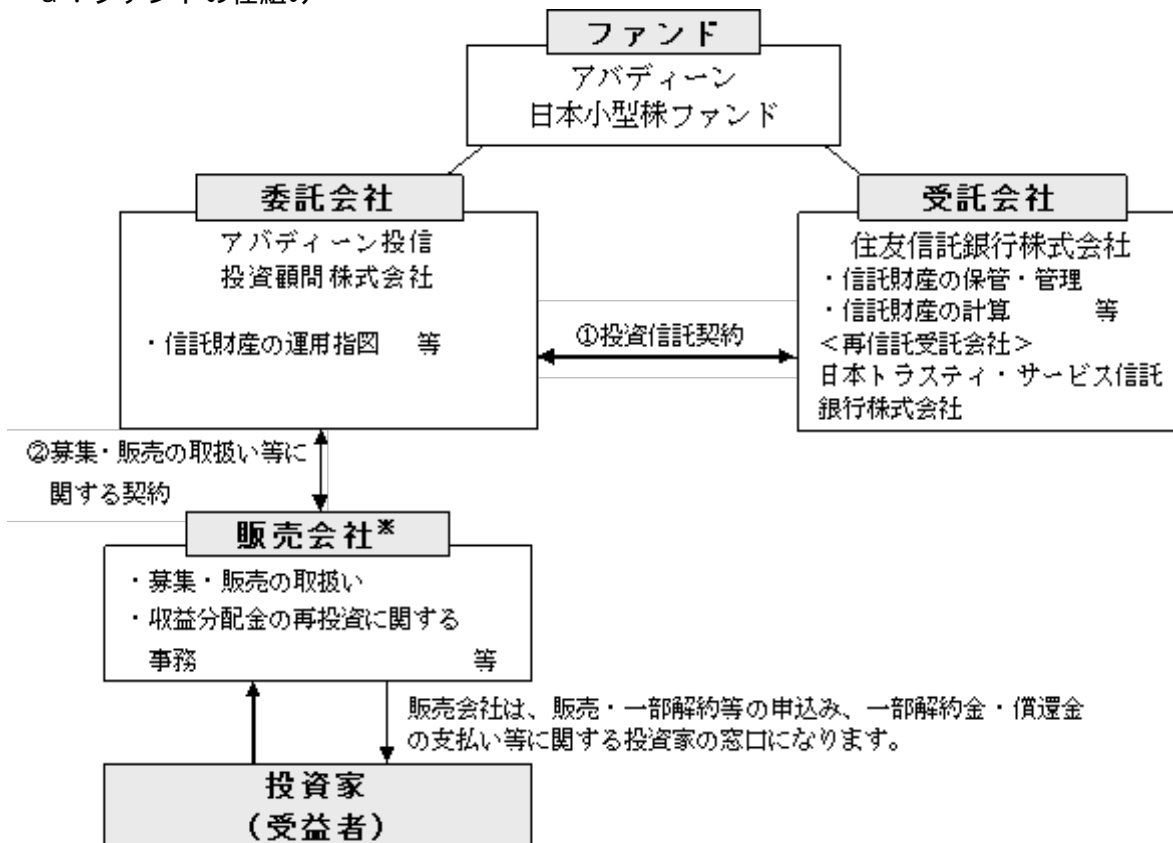 ファンドの仕組み
ファンド
アバディーン
日本小型株ファンド
委託会社
アバディーン投信
投資顧問株式会社
・信託財産の運用指図　等
①投資信託契約
受託会社
住友信託銀行株式会社
・信託財産の保管・管理
・信託財産の計算　等
＜再信託受託会社＞
日本トラスティ・サービス信託
銀行株式会社
②募集・販売の取扱い等に
関する契約
販売会社※
・募集・販売の取扱い
・収益分配金の再投資に関する
事務　等
販売会社は、販売・一部解約等の申込み、一部解約金・償還金
の支払い等に関する投資家の窓口になります。
投資家
（受益者）